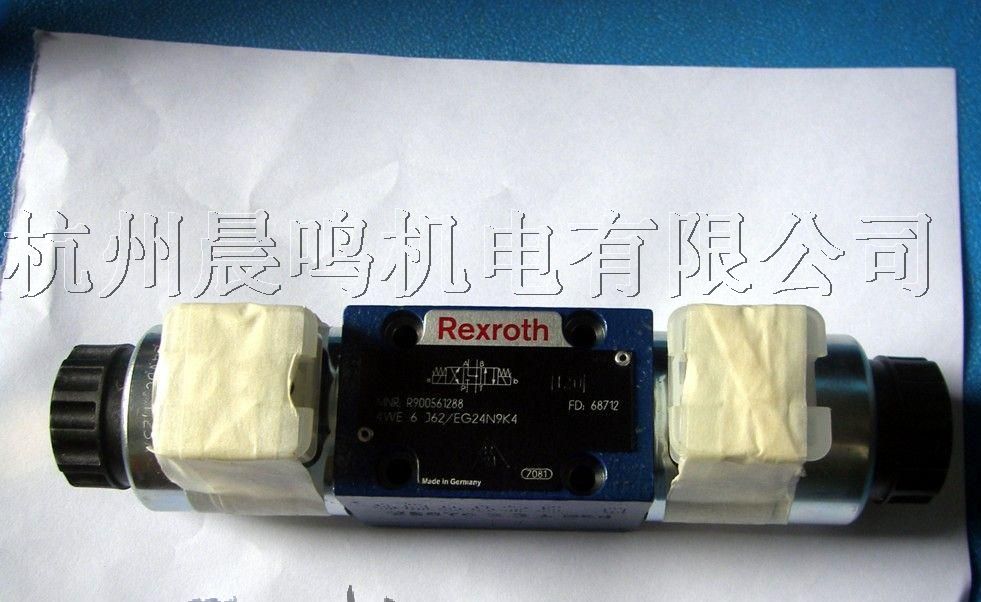 杭州晨鸣机电有限公司
Rexroth
MNR: R900561288
FD: 68712
4WE 6 J62/EG24N9K4
Made in Germany
7081